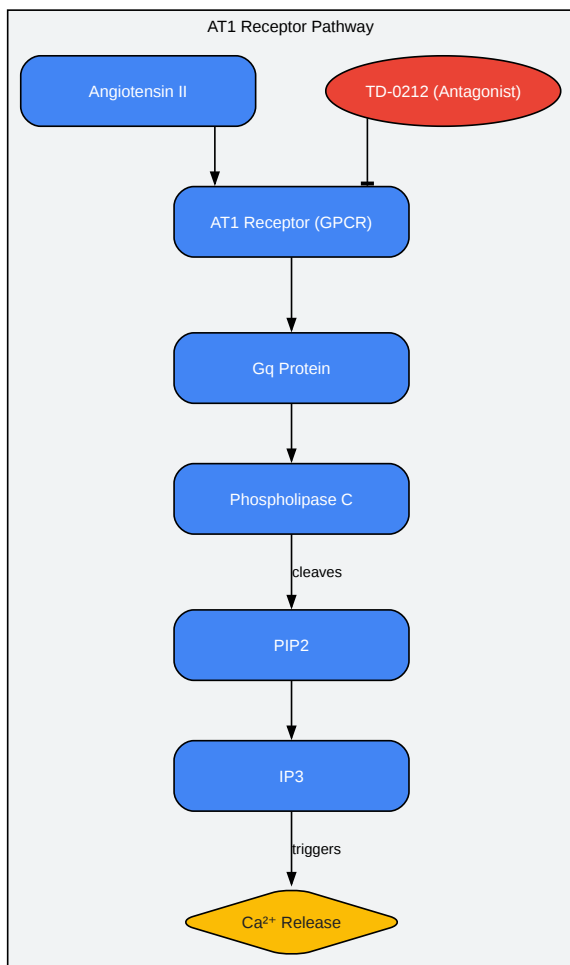 AT1 Receptor Pathway
Angiotensin II
TD-0212 (Antagonist)
AT1 Receptor (GPCR)
Gq Protein
Phospholipase C
cleaves
PIP2
IP3
triggers
Ca²⁺ Release